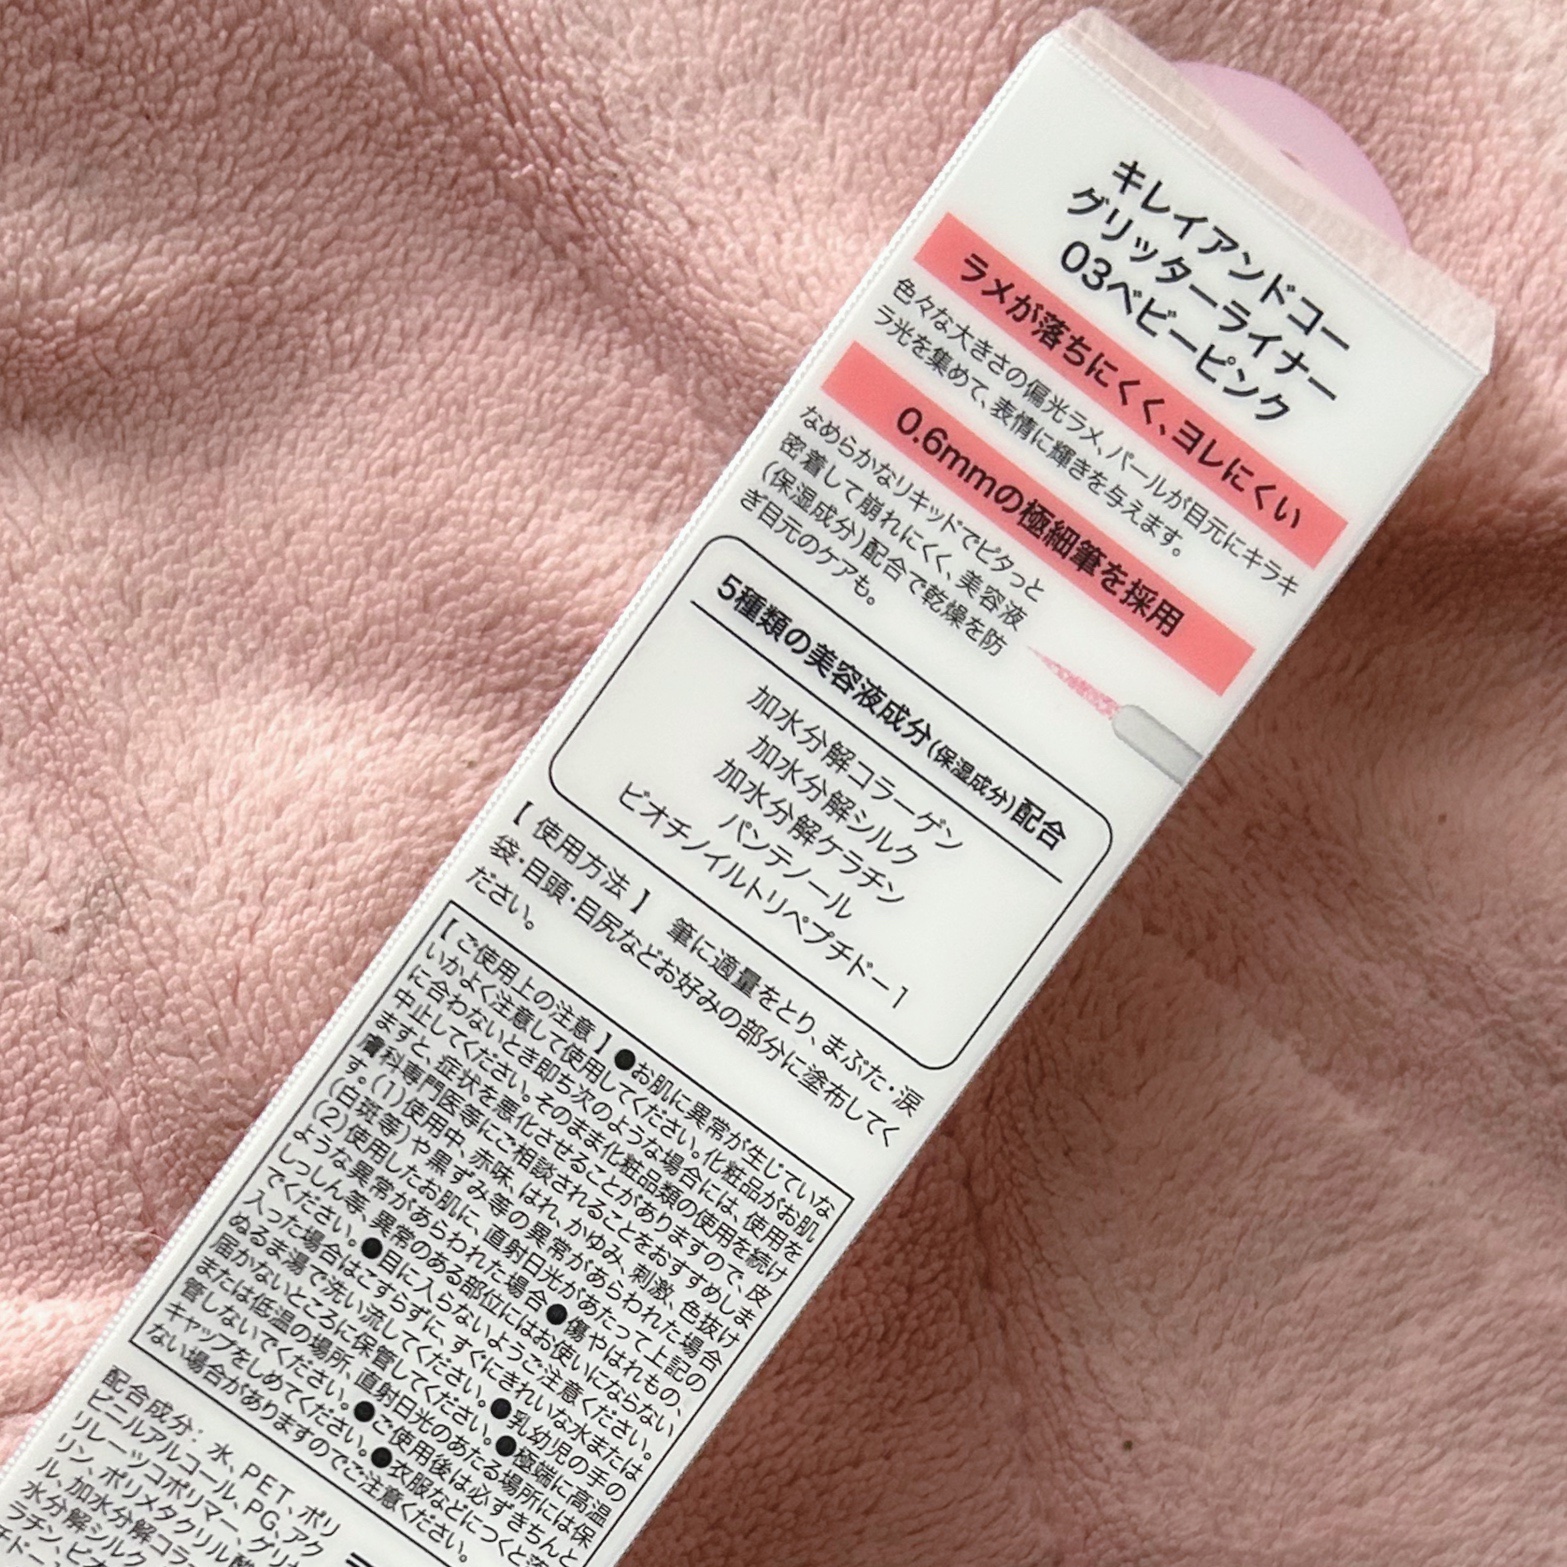 キレイアンドコー
グリッターライナー
03ベビーピンク
ラメが落ちにくく、ヨレにくい
色々な大きさの偏光ラメ、パールが目元にキラキ
ラ光を集めて、表情に輝きを与えます。
0.6mmの極細筆を採用
なめらかなリキッドでピタっと
密着して崩れにくく、美容液
(保湿成分)配合で乾燥を防
ぎ目元のケアも。
5種類の美容液成分(保湿成分)配合
加水分解コラーゲン
加水分解シルク
加水分解ケラチン
パンテノール
ビオチノイルトリペプチドー1
【使用方法】 筆に適量をとり、まぶた・涙
袋・目頭・目尻などお好みの部分に塗布してく
ださい。
【ご使用上の注意】●お肌に異常が生じていな
いかよく注意して使用してください。化粧品がお肌
に合わないとき即ち次のような場合には、使用を
中止してください。そのまま化粧品類の使用を続け
ますと、症状を悪化させることがありますので、皮
膚科専門医等にご相談されることをおすすめしま
す。(1)使用中、赤味、はれ、かゆみ、刺激、色抜け
(白斑等)や黒ずみ等の異常があらわれた場合
(2)使用したお肌に、直射日光があたって上記の
ような異常があらわれた場合●傷やはれもの、
しっしん等、異常のある部位にはお使いにならない
でください。●目に入らないようご注意ください。
入った場合はこすらずに、すぐにきれいな水または
ぬるま湯で洗い流してください。●乳幼児の手の
届かないところに保管してください。●極端に高温
または低温の場所、直射日光のあたる場所には保
管しないでください。●ご使用後は必ずきちんと
キャップをしめてください。●衣服などにつくと落
ない場合がありますのでご注意ください。
配合成分：水、PET、ポリ
ビニルアルコール、PG、アク
リレーツコポリマー、グリセ
リン、ポリメタクリル酸
ル、加水分解コラー
水分解シルク
ラチン、ビオ
チドー